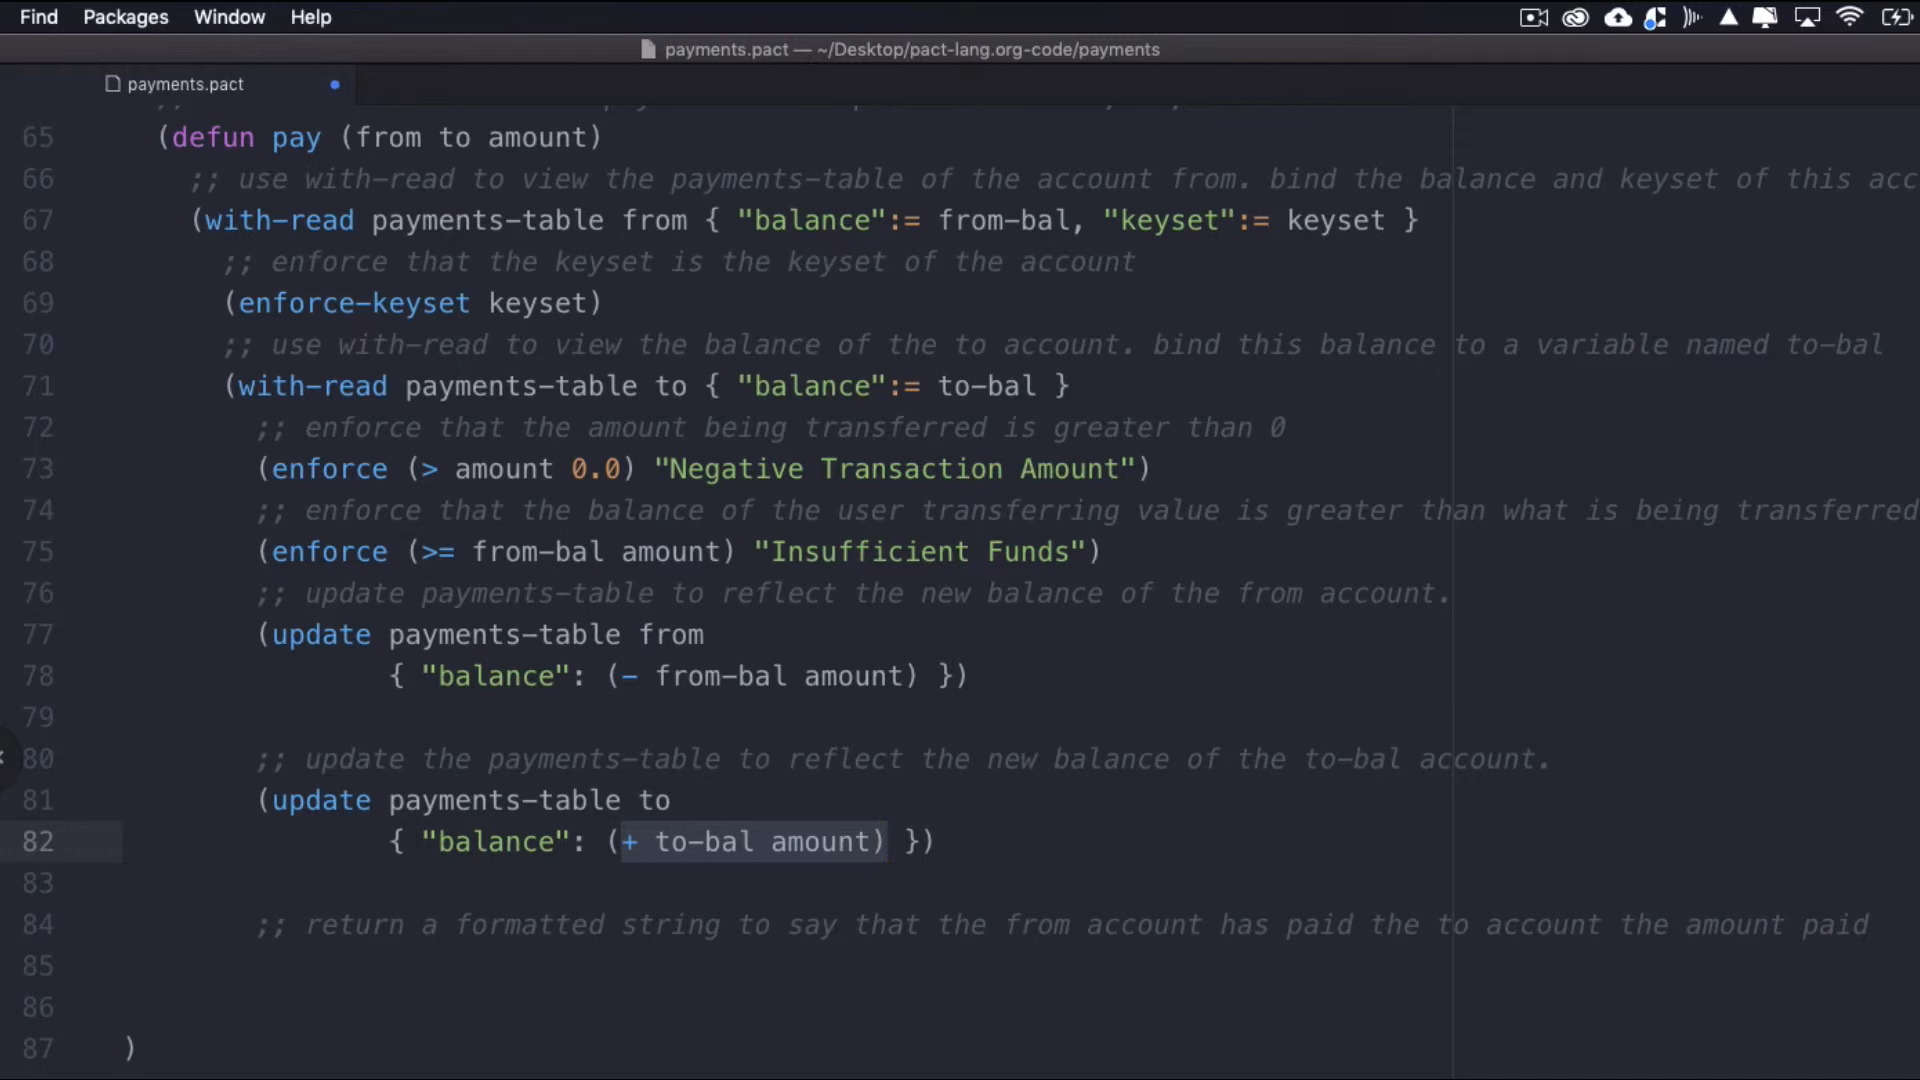 Find Packages Window Help
payments.pact — ~/Desktop/pact-lang.org-code/payments
payments.pact
65 (defun pay (from to amount)
66 ;; use with-read to view the payments-table of the account from. bind the balance and keyset of this acc
67 (with-read payments-table from { "balance":= from-bal, "keyset":= keyset }
68 ;; enforce that the keyset is the keyset of the account
69 (enforce-keyset keyset)
70 ;; use with-read to view the balance of the to account. bind this balance to a variable named to-bal
71 (with-read payments-table to { "balance":= to-bal }
72 ;; enforce that the amount being transferred is greater than 0
73 (enforce (> amount 0.0) "Negative Transaction Amount")
74 ;; enforce that the balance of the user transferring value is greater than what is being transferred
75 (enforce (>= from-bal amount) "Insufficient Funds")
76 ;; update payments-table to reflect the new balance of the from account.
77 (update payments-table from
78 { "balance": (- from-bal amount) })
79
80 ;; update the payments-table to reflect the new balance of the to-bal account.
81 (update payments-table to
82 { "balance": (+ to-bal amount) })
83
84 ;; return a formatted string to say that the from account has paid the to account the amount paid
85
86
87 )